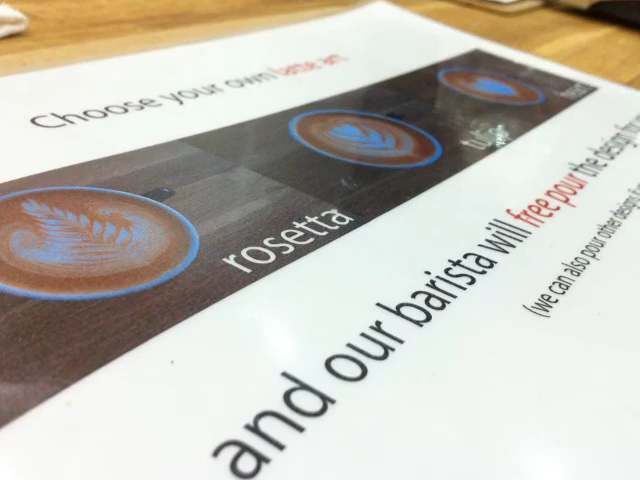 Choose your own latte art
rosetta
tulip
and our barista will free pour the design
(we can also pour other designs